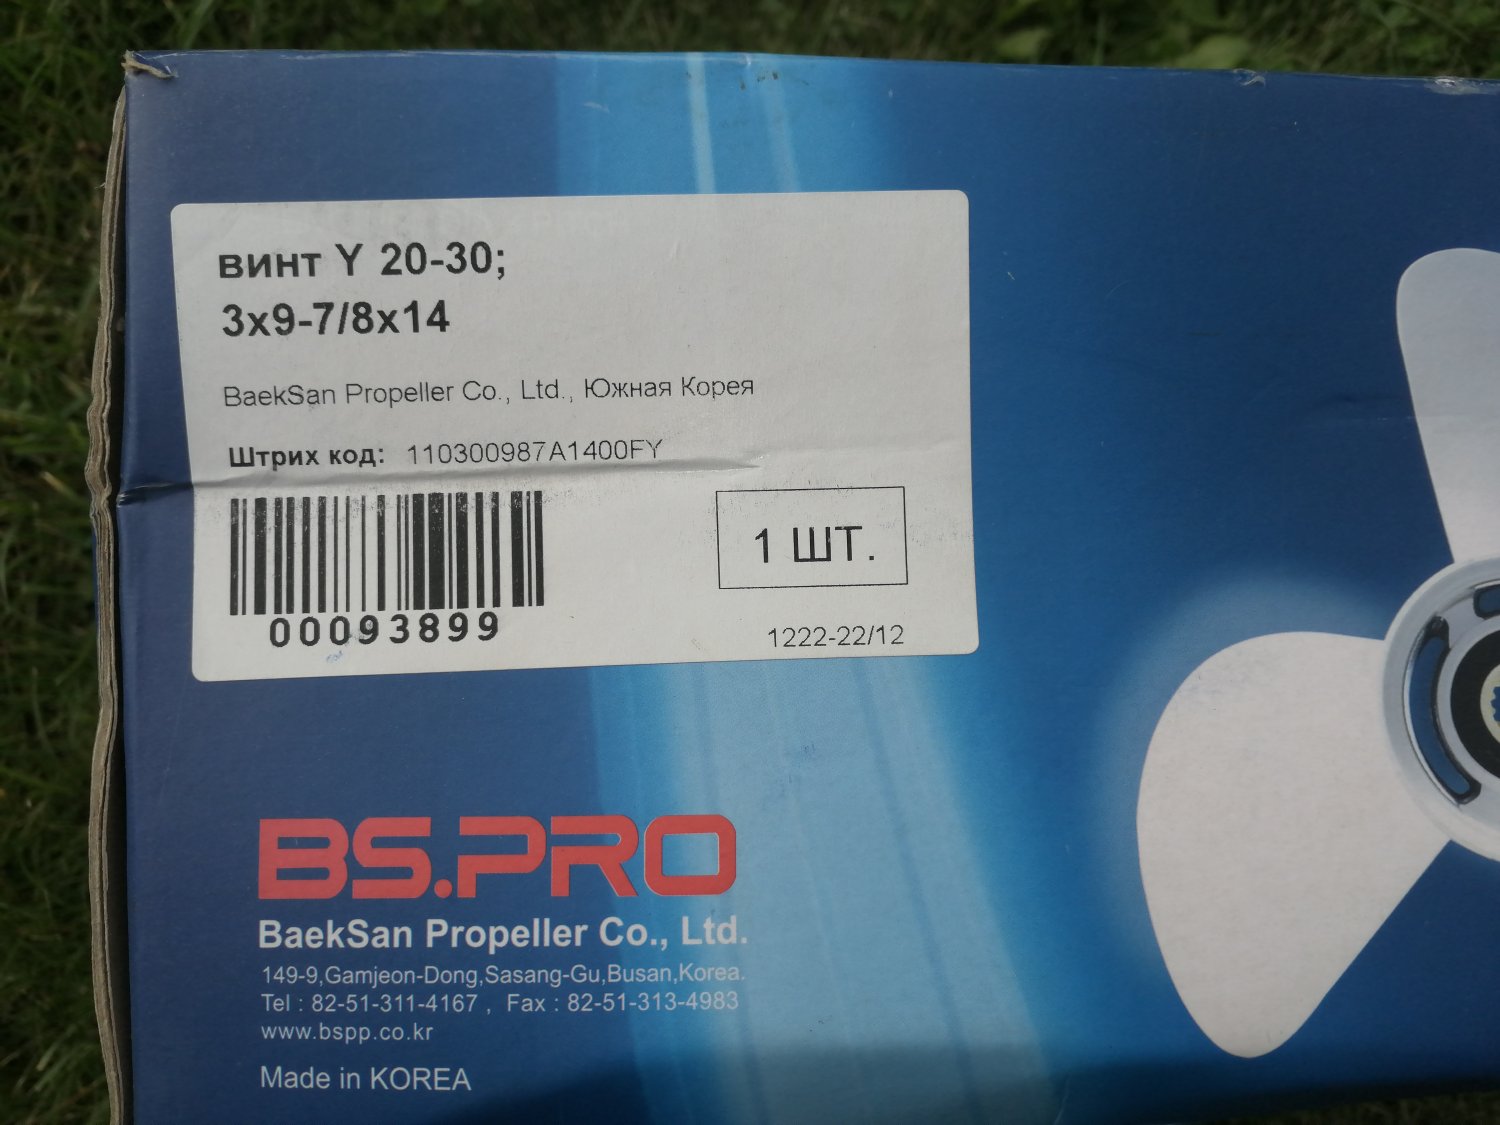 винт Y 20-30;
3x9-7/8x14
BaekSan Propeller Co., Ltd., Южная Корея
Штрих код: 110300987A1400FY
00093899
1 ШТ.
1222-22/12
BS.PRO
BaekSan Propeller Co., Ltd.
149-9,Gamjeon-Dong,Sasang-Gu,Busan,Korea.
Tel : 82-51-311-4167 , Fax : 82-51-313-4983
www.bspp.co.kr
Made in KOREA